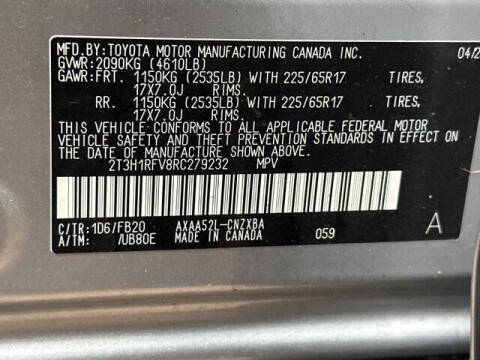 MFD.BY:TOYOTA MOTOR MANUFACTURING CANADA INC. 04/2
GVWR:2090KG (4610LB)
GAWR:FRT. 1150KG (2535LB) WITH 225/65R17 TIRES,
17X7.0J RIMS.
RR. 1150KG (2535LB) WITH 225/65R17 TIRES,
17X7.0J RIMS.
THIS VEHICLE CONFORMS TO ALL APPLICABLE FEDERAL MOTOR
VEHICLE SAFETY AND THEFT PREVENTION STANDARDS IN EFFECT
ON THE DATE OF MANUFACTURE SHOWN ABOVE.
2T3H1RFV8RC279232 MPV
C/TR:1D6/FB20 AXAA52L-CNZXBA
A/TM: /UB80E MADE IN CANADA 059 A